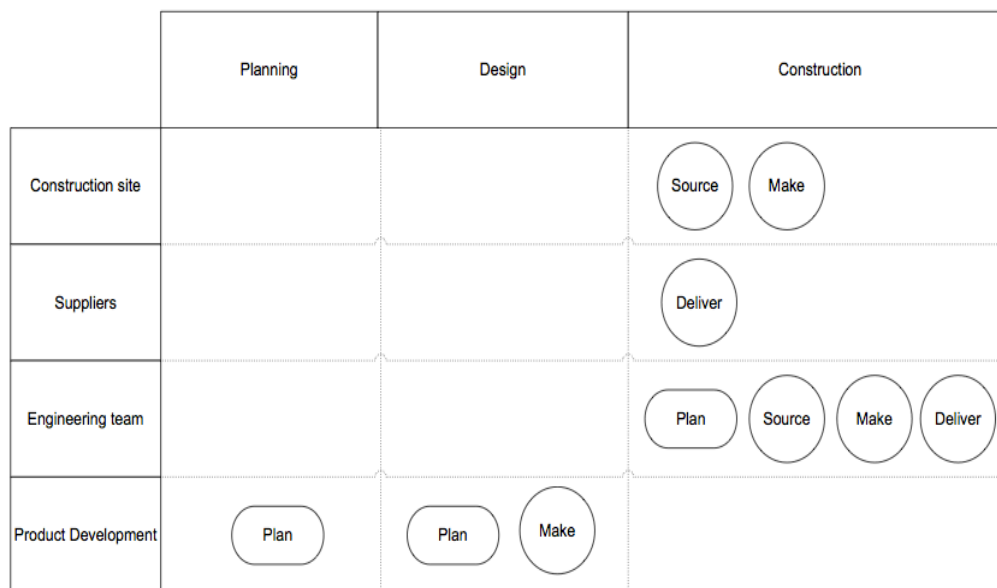 Planning Design Construction
Construction site Source Make
Suppliers Deliver
Engineering team Plan Source Make Deliver
Product Development Plan Plan Make